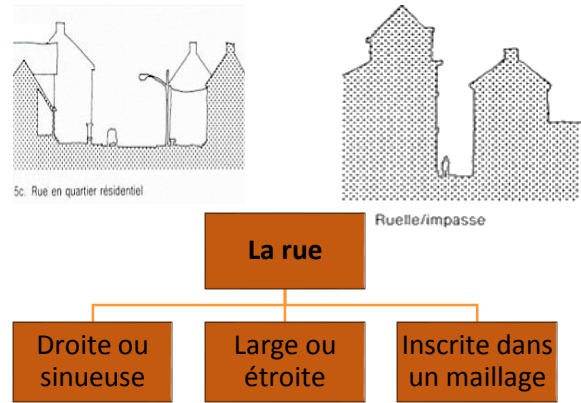 5c. Rue en quartier résidentiel
Ruelle/impasse
La rue
Droite ou
sinueuse
Large ou
étroite
Inscrite dans
un maillage